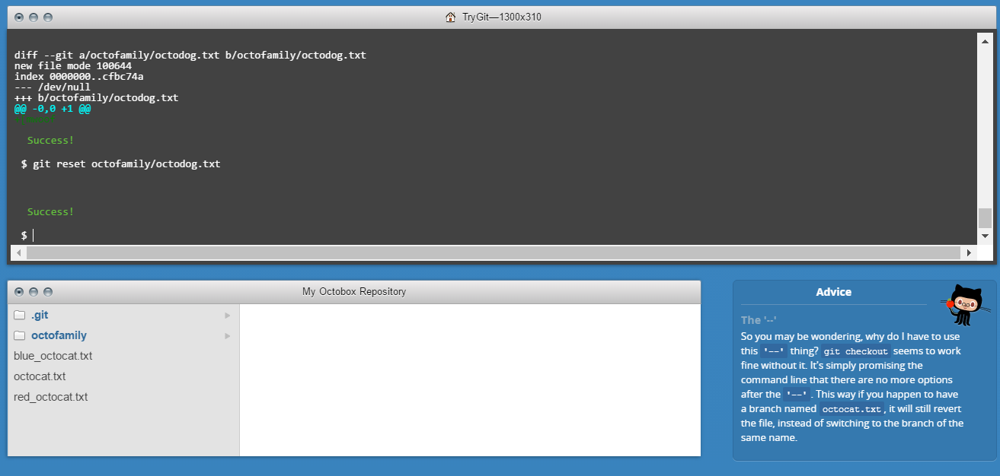 TryGit—1300x310
diff --git a/octofamily/octodog.txt b/octofamily/octodog.txt
new file mode 100644
index 0000000..cfbc74a
--- /dev/null
+++ b/octofamily/octodog.txt
@@ -0,0 +1 @@
Success!
$ git reset octofamily/octodog.txt
Success!
$
My Octobox Repository
.git
octofamily
blue_octocat.txt
octocat.txt
red_octocat.txt
Advice
The '--'
So you may be wondering, why do I have to use
this '--' thing? git checkout seems to work
fine without it. It's simply promising the
command line that there are no more options
after the '--'. This way if you happen to have
a branch named octocat.txt, it will still revert
the file, instead of switching to the branch of the
same name.